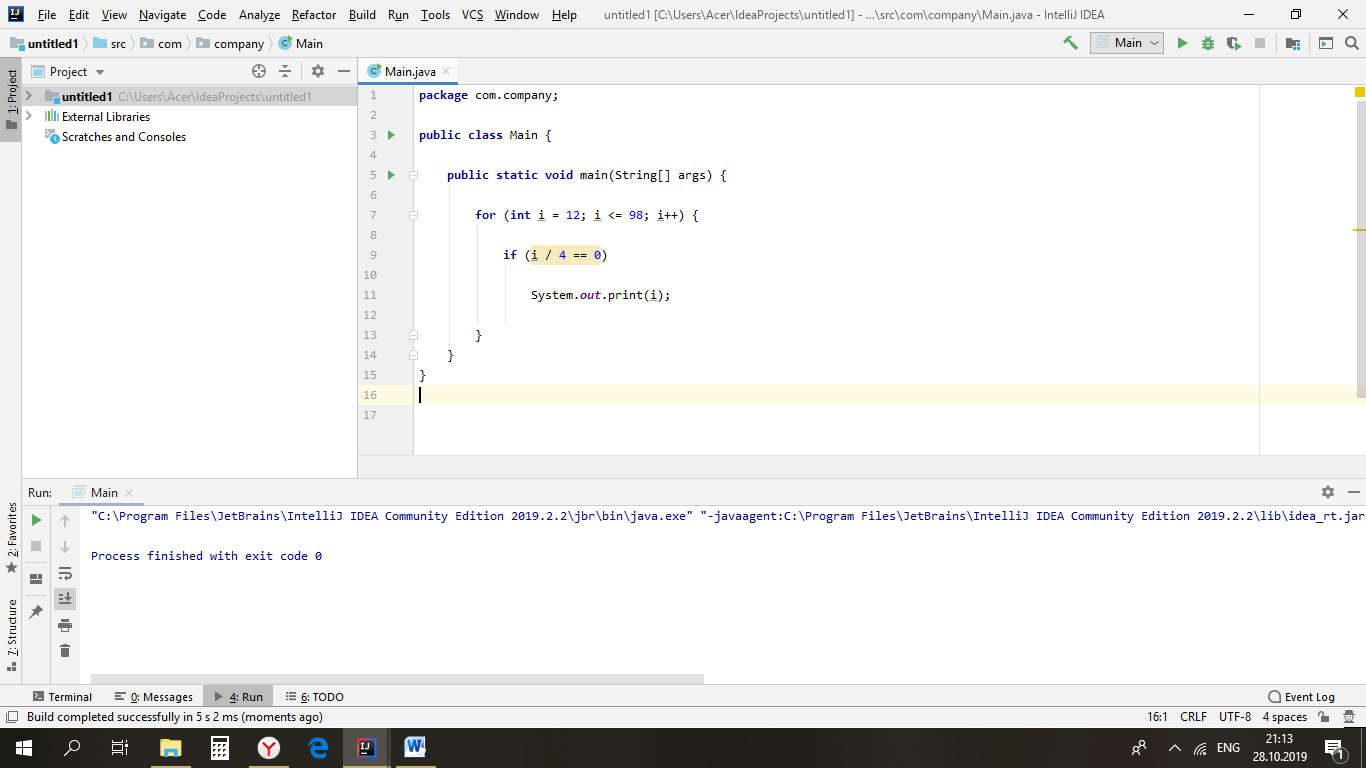 File Edit View Navigate Code Analyze Refactor Build Run Tools VCS Window Help untitled1 [C:\Users\Acer\IdeaProjects\untitled1] - ...\src\com\company\Main.java - IntelliJ IDEA
untitled1 src com company Main Main
1: Project
Project
untitled1 C:\Users\Acer\IdeaProjects\untitled1
External Libraries
Scratches and Consoles
Main.java
1 package com.company;
2
3 public class Main {
4
5 public static void main(String[] args) {
6
7 for (int i = 12; i <= 98; i++) {
8
9 if (i / 4 == 0)
10
11 System.out.print(i);
12
13 }
14 }
15 }
16
17
Run: Main
"C:\Program Files\JetBrains\IntelliJ IDEA Community Edition 2019.2.2\jbr\bin\java.exe" "-javaagent:C:\Program Files\JetBrains\IntelliJ IDEA Community Edition 2019.2.2\lib\idea_rt.jar
Process finished with exit code 0
2: Favorites
7: Structure
Terminal 0: Messages 4: Run 6: TODO Event Log
Build completed successfully in 5 s 2 ms (moments ago) 16:1 CRLF UTF-8 4 spaces
ENG 21:13
28.10.2019 1